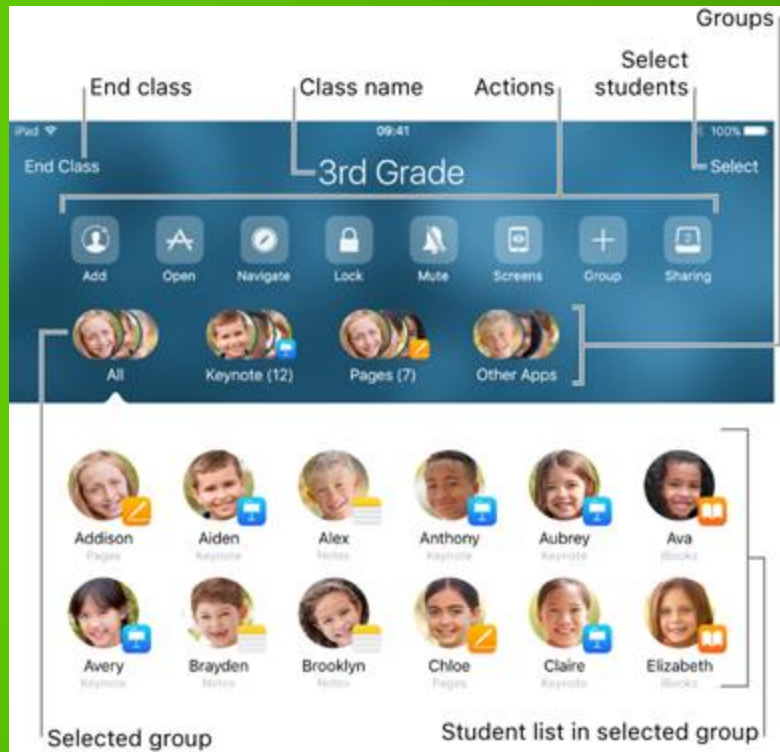 Groups
Select
students
End class
Class name
Actions
iPad
09:41
100%
End Class
3rd Grade
Select
Add
Open
Navigate
Lock
Mute
Screens
Group
Sharing
All
Keynote (12)
Pages (7)
Other Apps
Addison
Aiden
Alex
Anthony
Aubrey
Ava
Pages
Keynote
Notes
Keynote
Keynote
iBooks
Avery
Brayden
Brooklyn
Chloe
Claire
Elizabeth
Keynote
Notes
Notes
Pages
Keynote
iBooks
Selected group
Student list in selected group